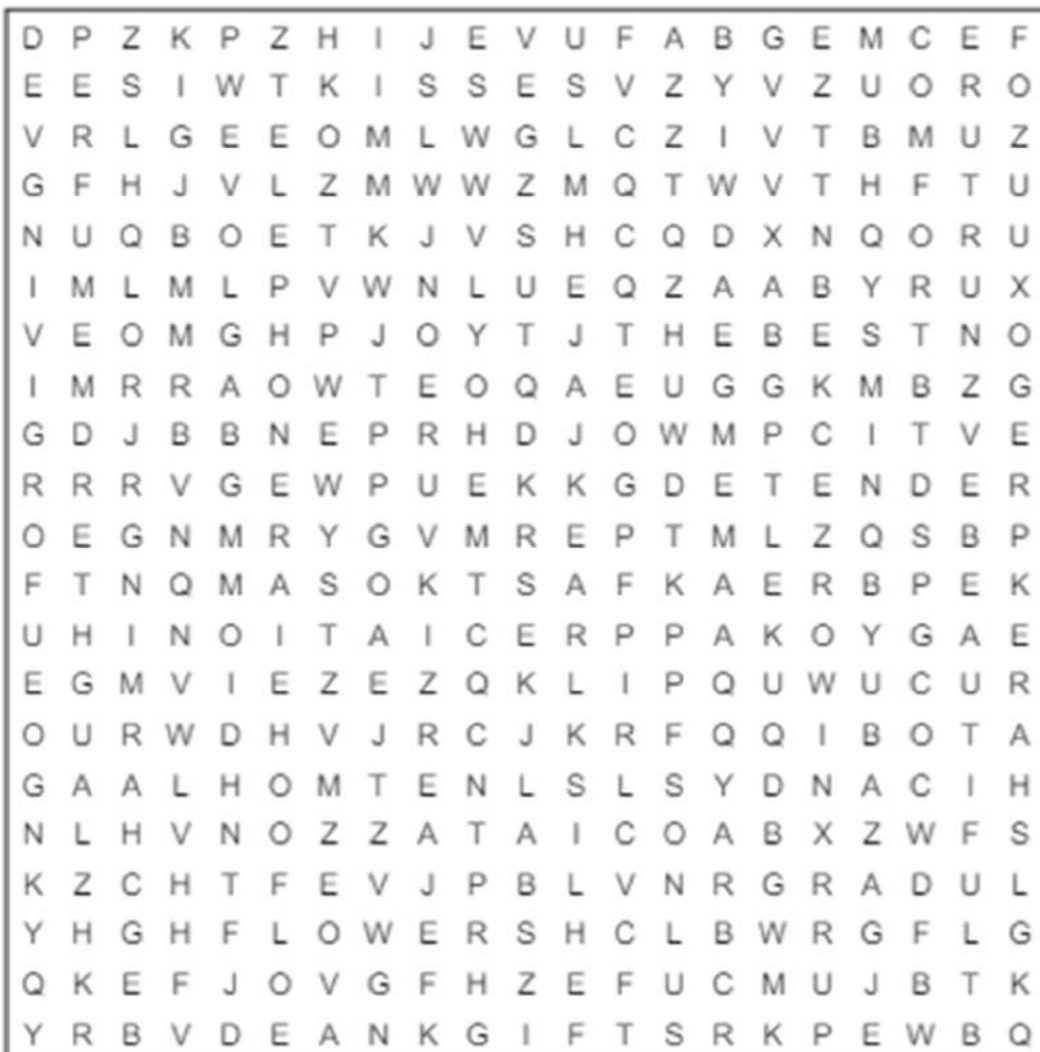 D P Z K P Z H I J E V U F A B G E M C E F
E E S I W T K I S S E S V Z Y V Z U O R O
V R L G E E O M L W G L C Z I V T B M U Z
G F H J V L Z M W W Z M Q T W V T H F T U
N U Q B O E T K J V S H C Q D X N Q O R U
I M L M L P V W N L U E Q Z A A B Y R U X
V E O M G H P J O Y T J T H E B E S T N O
I M R R A O W T E O Q A E U G G K M B Z G
G D J B B N E P R H D J O W M P C I T V E
R R R V G E W P U E K K G D E T E N D E R
O E G N M R Y G V M R E P T M L Z Q S B P
F T N Q M A S O K T S A F K A E R B P E K
U H I N O I T A I C E R P P A K O Y G A E
E G M V I E Z E Z Q K L I P Q U W U C U R
O U R W D H V J R C J K R F Q Q I B O T A
G A A L H O M T E N L S L S Y D N A C I H
N L H V N O Z Z A T A I C O A B X Z W F S
K Z C H T F E V J P B L V N R G R A D U L
Y H G H F L O W E R S H C L B W R G F L G
Q K E F J O V G F H Z E F U C M U J B T K
Y R B V D E A N K G I F T S R K P E W B Q